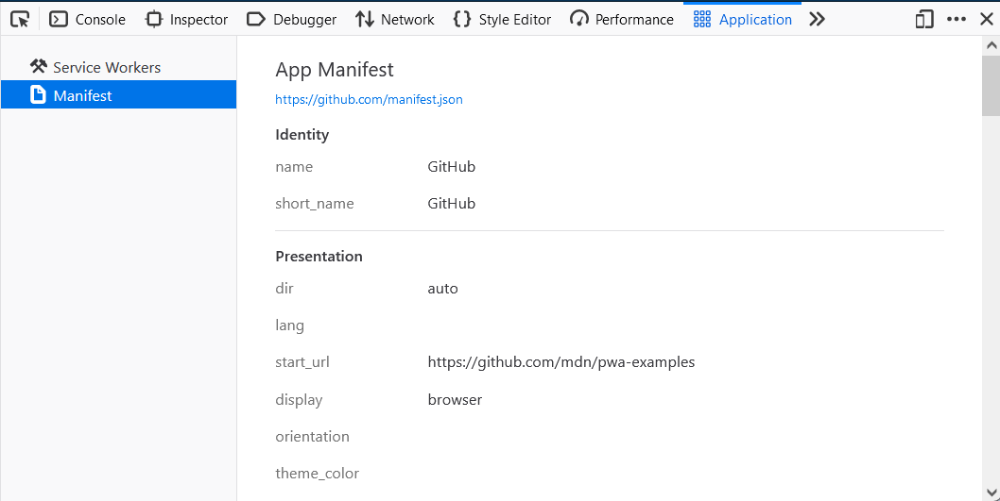 Console Inspector Debugger Network Style Editor Performance Application
Service Workers
Manifest
App Manifest
https://github.com/manifest.json
Identity
name GitHub
short_name GitHub
Presentation
dir auto
lang
start_url https://github.com/mdn/pwa-examples
display browser
orientation
theme_color